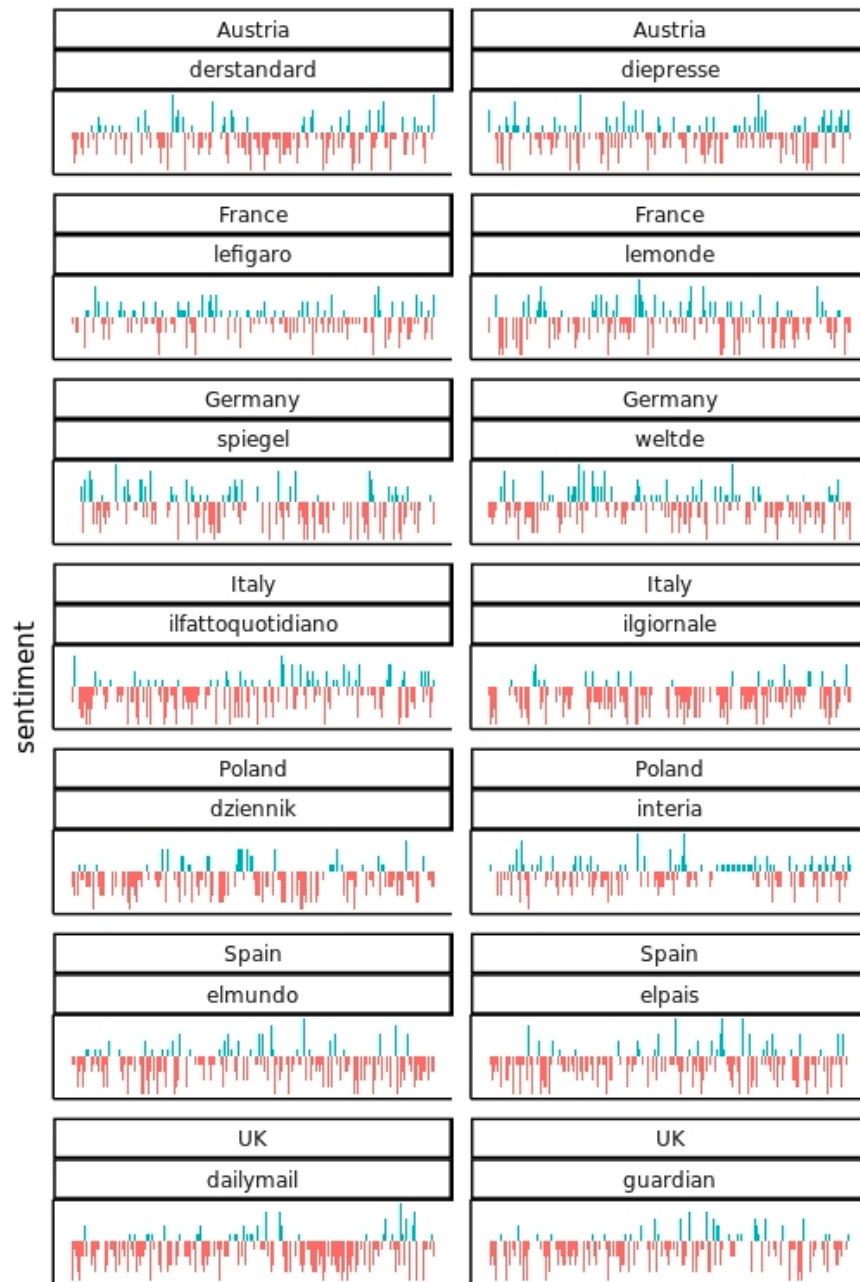 Austria
derstandard
Austria
diepresse
France
lefigaro
France
lemonde
Germany
spiegel
Germany
weltde
sentiment
Italy
ilfattoquotidiano
Italy
ilgiornale
Poland
dziennik
Poland
interia
Spain
elmundo
Spain
elpais
UK
dailymail
UK
guardian